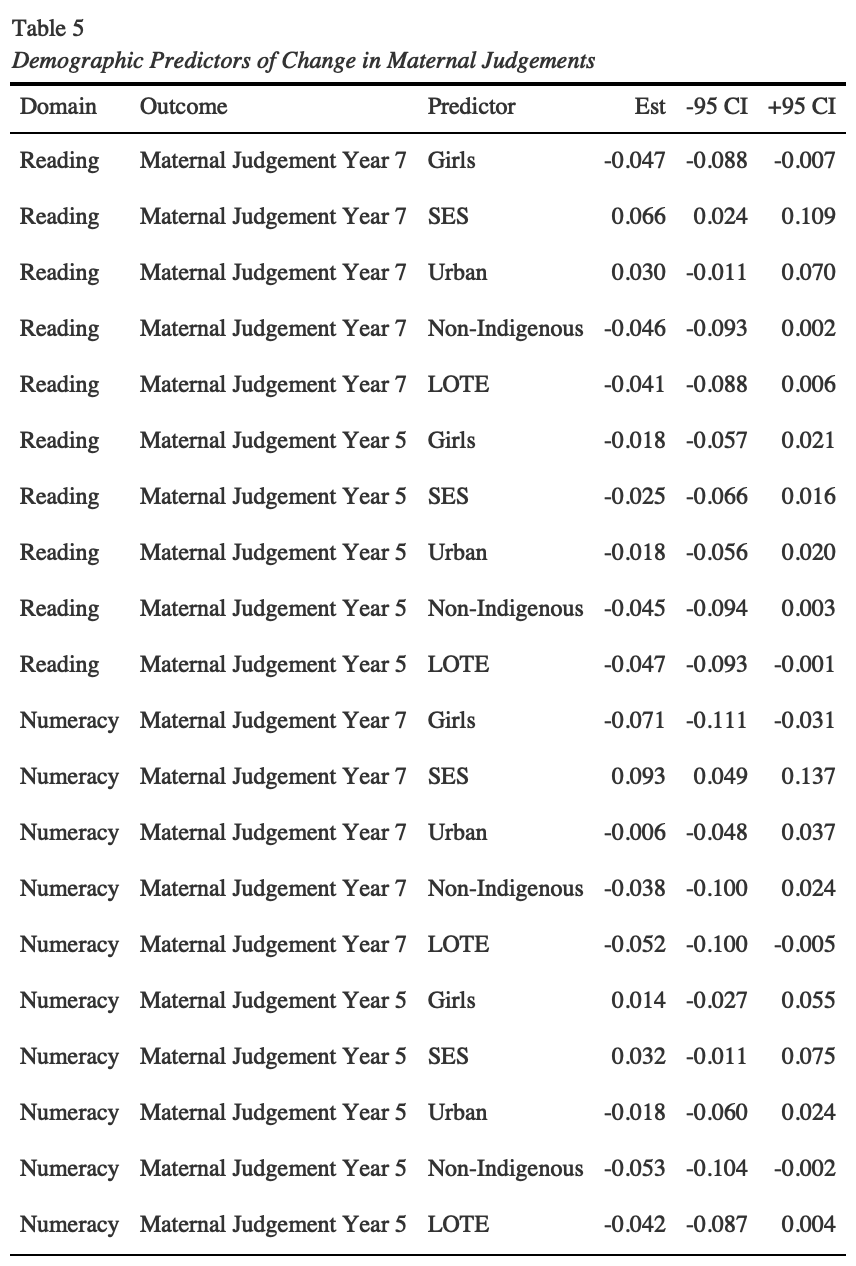 Table 5
Demographic Predictors of Change in Maternal Judgements
Domain Outcome Predictor Est -95 CI +95 CI
Reading Maternal Judgement Year 7 Girls -0.047 -0.088 -0.007
Reading Maternal Judgement Year 7 SES 0.066 0.024 0.109
Reading Maternal Judgement Year 7 Urban 0.030 -0.011 0.070
Reading Maternal Judgement Year 7 Non-Indigenous -0.046 -0.093 0.002
Reading Maternal Judgement Year 7 LOTE -0.041 -0.088 0.006
Reading Maternal Judgement Year 5 Girls -0.018 -0.057 0.021
Reading Maternal Judgement Year 5 SES -0.025 -0.066 0.016
Reading Maternal Judgement Year 5 Urban -0.018 -0.056 0.020
Reading Maternal Judgement Year 5 Non-Indigenous -0.045 -0.094 0.003
Reading Maternal Judgement Year 5 LOTE -0.047 -0.093 -0.001
Numeracy Maternal Judgement Year 7 Girls -0.071 -0.111 -0.031
Numeracy Maternal Judgement Year 7 SES 0.093 0.049 0.137
Numeracy Maternal Judgement Year 7 Urban -0.006 -0.048 0.037
Numeracy Maternal Judgement Year 7 Non-Indigenous -0.038 -0.100 0.024
Numeracy Maternal Judgement Year 7 LOTE -0.052 -0.100 -0.005
Numeracy Maternal Judgement Year 5 Girls 0.014 -0.027 0.055
Numeracy Maternal Judgement Year 5 SES 0.032 -0.011 0.075
Numeracy Maternal Judgement Year 5 Urban -0.018 -0.060 0.024
Numeracy Maternal Judgement Year 5 Non-Indigenous -0.053 -0.104 -0.002
Numeracy Maternal Judgement Year 5 LOTE -0.042 -0.087 0.004